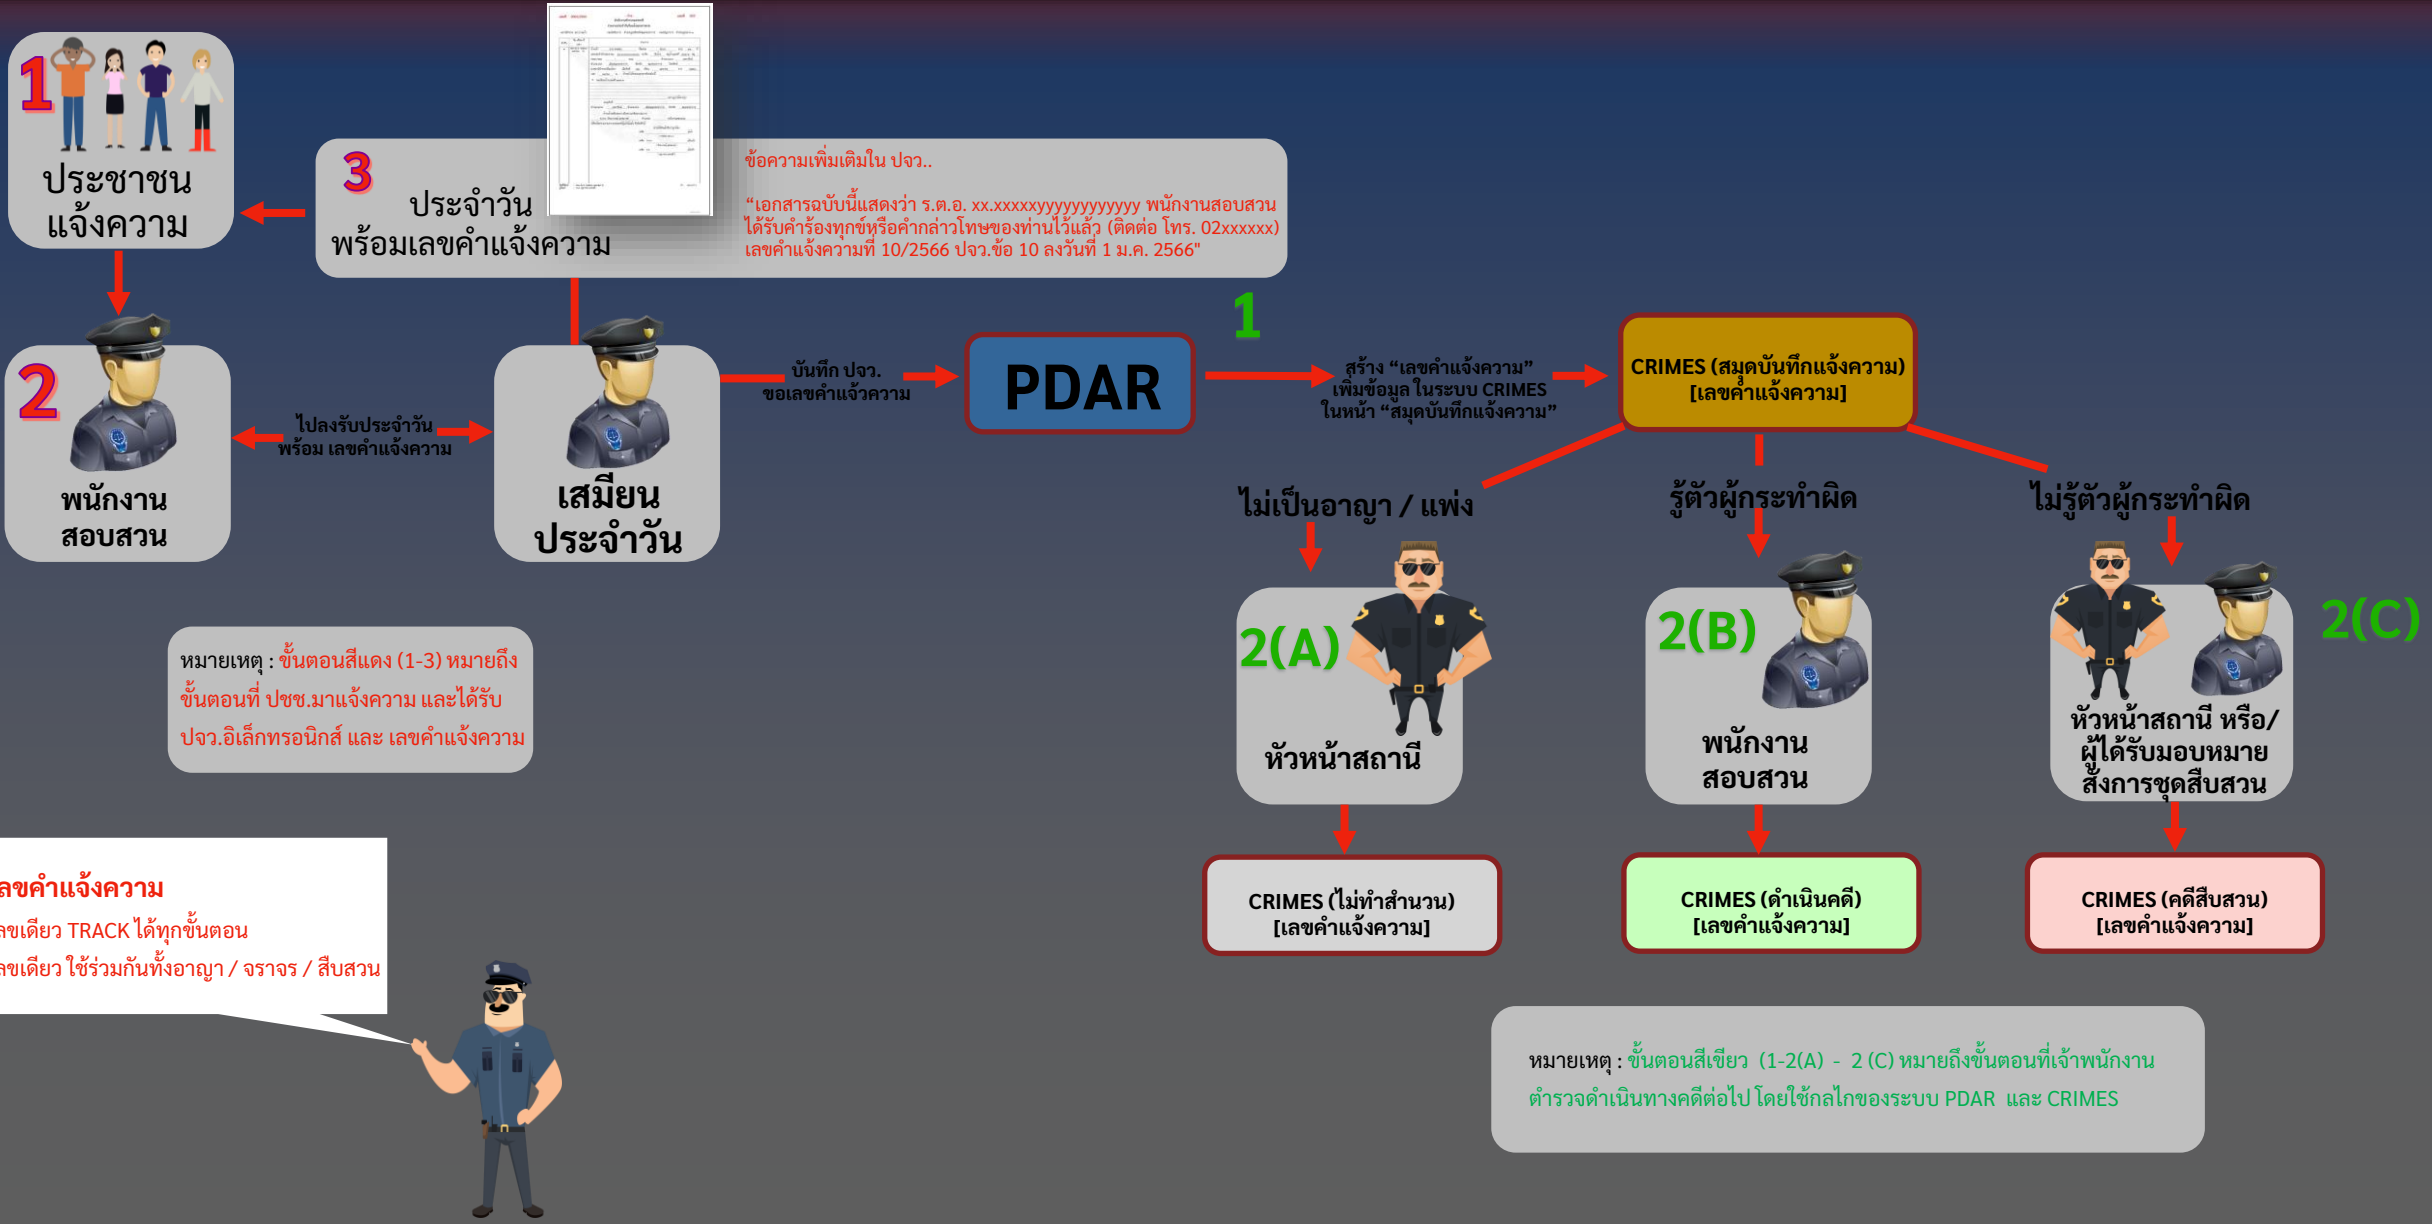 1
ประชาชน
แจ้งความ
3
ประจำวัน
พร้อมเลขคำแจ้งความ
ข้อความเพิ่มเติมใน ปจว..
“เอกสารฉบับนี้แสดงว่า ร.ต.อ. xx.xxxxxyyyyyyyyyyyyy พนักงานสอบสวน
ได้รับคำร้องทุกข์หรือคำกล่าวโทษของท่านไว้แล้ว (ติดต่อ โทร. 02xxxxxx)
เลขคำแจ้งความที่ 10/2566 ปจว.ข้อ 10 ลงวันที่ 1 ม.ค. 2566"
2
พนักงาน
สอบสวน
ไปลงรับประจำวัน
พร้อม เลขคำแจ้งความ
เสมียน
ประจำวัน
บันทึก ปจว.
ขอเลขคำแจ้วความ
PDAR
1
สร้าง “เลขคำแจ้งความ”
เพิ่มข้อมูล ในระบบ CRIMES
ในหน้า “สมุดบันทึกแจ้งความ”
CRIMES (สมุดบันทึกแจ้งความ)
[เลขคำแจ้งความ]
ไม่เป็นอาญา / แพ่ง
รู้ตัวผู้กระทำผิด
ไม่รู้ตัวผู้กระทำผิด
2(A)
หัวหน้าสถานี
2(B)
พนักงาน
สอบสวน
2(C)
หัวหน้าสถานี หรือ/
ผู้ได้รับมอบหมาย
สั่งการชุดสืบสวน
CRIMES (ไม่ทำสำนวน)
[เลขคำแจ้งความ]
CRIMES (ดำเนินคดี)
[เลขคำแจ้งความ]
CRIMES (คดีสืบสวน)
[เลขคำแจ้งความ]
หมายเหตุ : ขั้นตอนสีแดง (1-3) หมายถึง
ขั้นตอนที่ ปชช.มาแจ้งความ และได้รับ
ปจว.อิเล็กทรอนิกส์ และ เลขคำแจ้งความ
ลขคำแจ้งความ
ลขเดียว TRACK ได้ทุกขั้นตอน
ลขเดียว ใช้ร่วมกันทั้งอาญา / จราจร / สืบสวน
หมายเหตุ : ขั้นตอนสีเขียว (1-2(A) - 2 (C) หมายถึงขั้นตอนที่เจ้าพนักงาน
ตำรวจดำเนินทางคดีต่อไป โดยใช้กลไกของระบบ PDAR และ CRIMES